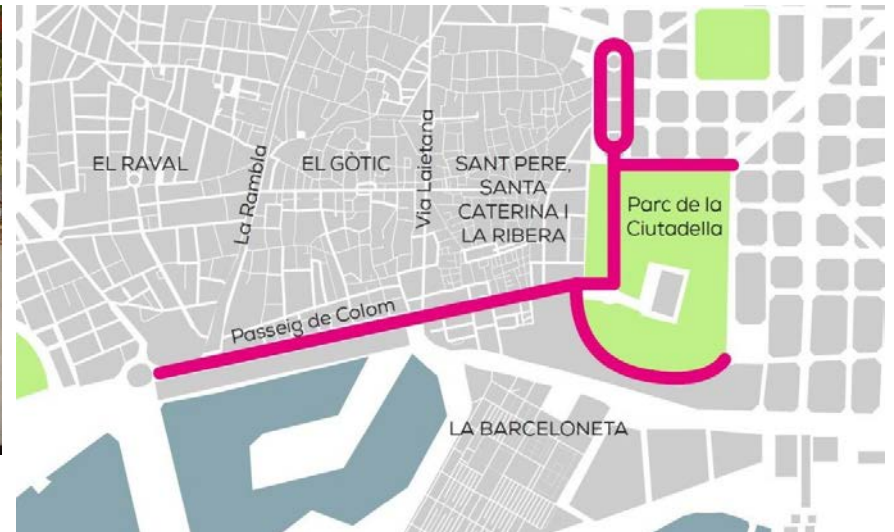 EL RAVAL
La Rambla
EL GÒTIC
Via Laietana
SANT PERE,
SANTA
CATERINA I
LA RIBERA
Parc de la
Ciutadella
Passeig de Colom
LA BARCELONETA